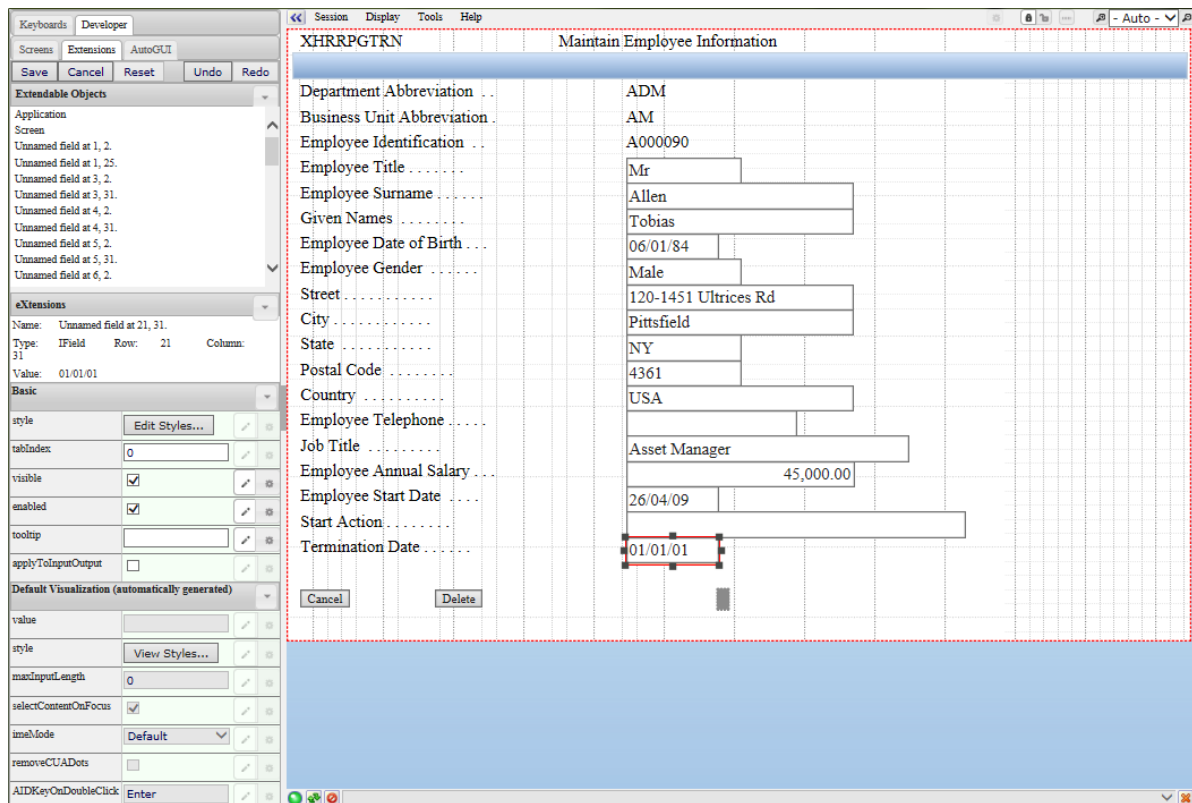 Keyboards Developer
Screens Extensions AutoGUI
Save Cancel Reset Undo Redo
Extendable Objects
Application
Screen
Unnamed field at 1, 2.
Unnamed field at 1, 25.
Unnamed field at 3, 2.
Unnamed field at 3, 31.
Unnamed field at 4, 2.
Unnamed field at 4, 31.
Unnamed field at 5, 2.
Unnamed field at 5, 31.
Unnamed field at 6, 2.
eXtensions
Name: Unnamed field at 21, 31.
Type: IField Row: 21 Column:
31
Value: 01/01/01
Basic
style Edit Styles...
tabIndex 0
visible
enabled
tooltip
applyToInputOutput
Default Visualization (automatically generated)
value
style View Styles...
maxInputLength 0
selectContentOnFocus
imeMode Default
removeCUADots
AIDKeyOnDoubleClick Enter
Session Display Tools Help - Auto -
XHRRPGTRN Maintain Employee Information
Department Abbreviation . . ADM
Business Unit Abbreviation . AM
Employee Identification . . A000090
Employee Title . . . . . . . Mr
Employee Surname . . . . . . Allen
Given Names . . . . . . . . Tobias
Employee Date of Birth . . . 06/01/84
Employee Gender . . . . . . Male
Street . . . . . . . . . . . 120-1451 Ultrices Rd
City . . . . . . . . . . . . Pittsfield
State . . . . . . . . . . . NY
Postal Code . . . . . . . . 4361
Country . . . . . . . . . . USA
Employee Telephone . . . . .
Job Title . . . . . . . . . Asset Manager
Employee Annual Salary . . . 45,000.00
Employee Start Date . . . . 26/04/09
Start Action . . . . . . . .
Termination Date . . . . . . 01/01/01
Cancel Delete